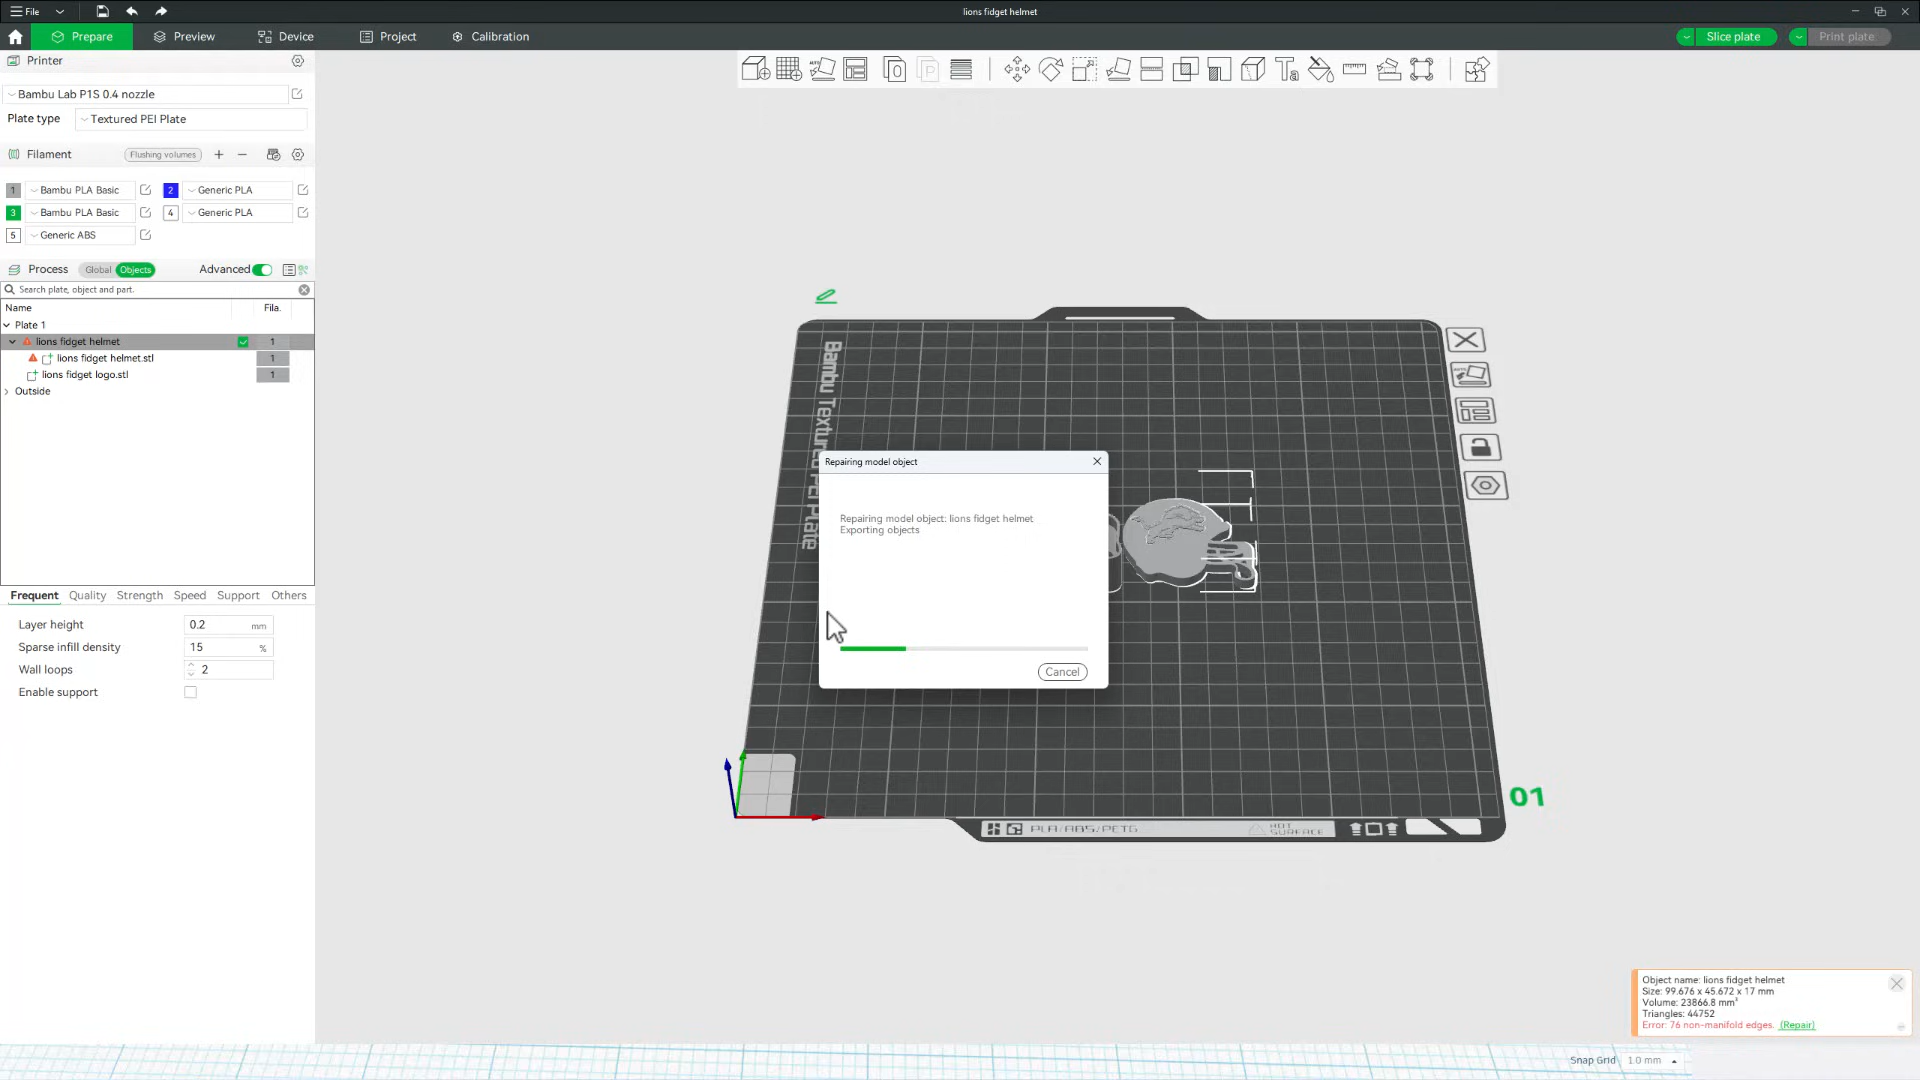 File
lions fidget helmet
Prepare
Preview
Device
Project
Calibration
Slice plate
Print plate
Printer
Bambu Lab P1S 0.4 nozzle
Plate type
Textured PEI Plate
Filament
Flushing volumes
1 Bambu PLA Basic
2 Generic PLA
3 Bambu PLA Basic
4 Generic PLA
5 Generic ABS
Process Global Objects Advanced
Search plate, object and part.
Name Fila.
Plate 1
lions fidget helmet 1
lions fidget helmet.stl 1
lions fidget logo.stl 1
Outside
Frequent Quality Strength Speed Support Others
Layer height 0.2 mm
Sparse infill density 15 %
Wall loops 2
Enable support
Bambu Textured PEI Plate
Repairing model object
Repairing model object: lions fidget helmet
Exporting objects
Cancel
01
PLA/ABS/PETG
HOT SURFACE
Object name: lions fidget helmet
Size: 99.676 x 45.672 x 17 mm
Volume: 23866.8 mm³
Triangles: 44752
Error: 76 non-manifold edges. (Repair)
Snap Grid 1.0 mm